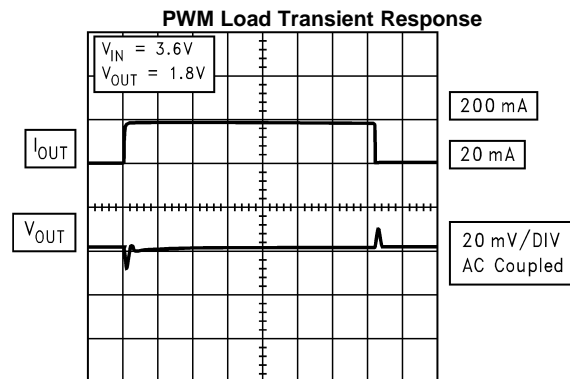 PWM Load Transient Response
V_IN = 3.6V
V_OUT = 1.8V
200 mA
I_OUT
20 mA
V_OUT
20 mV/DIV
AC Coupled